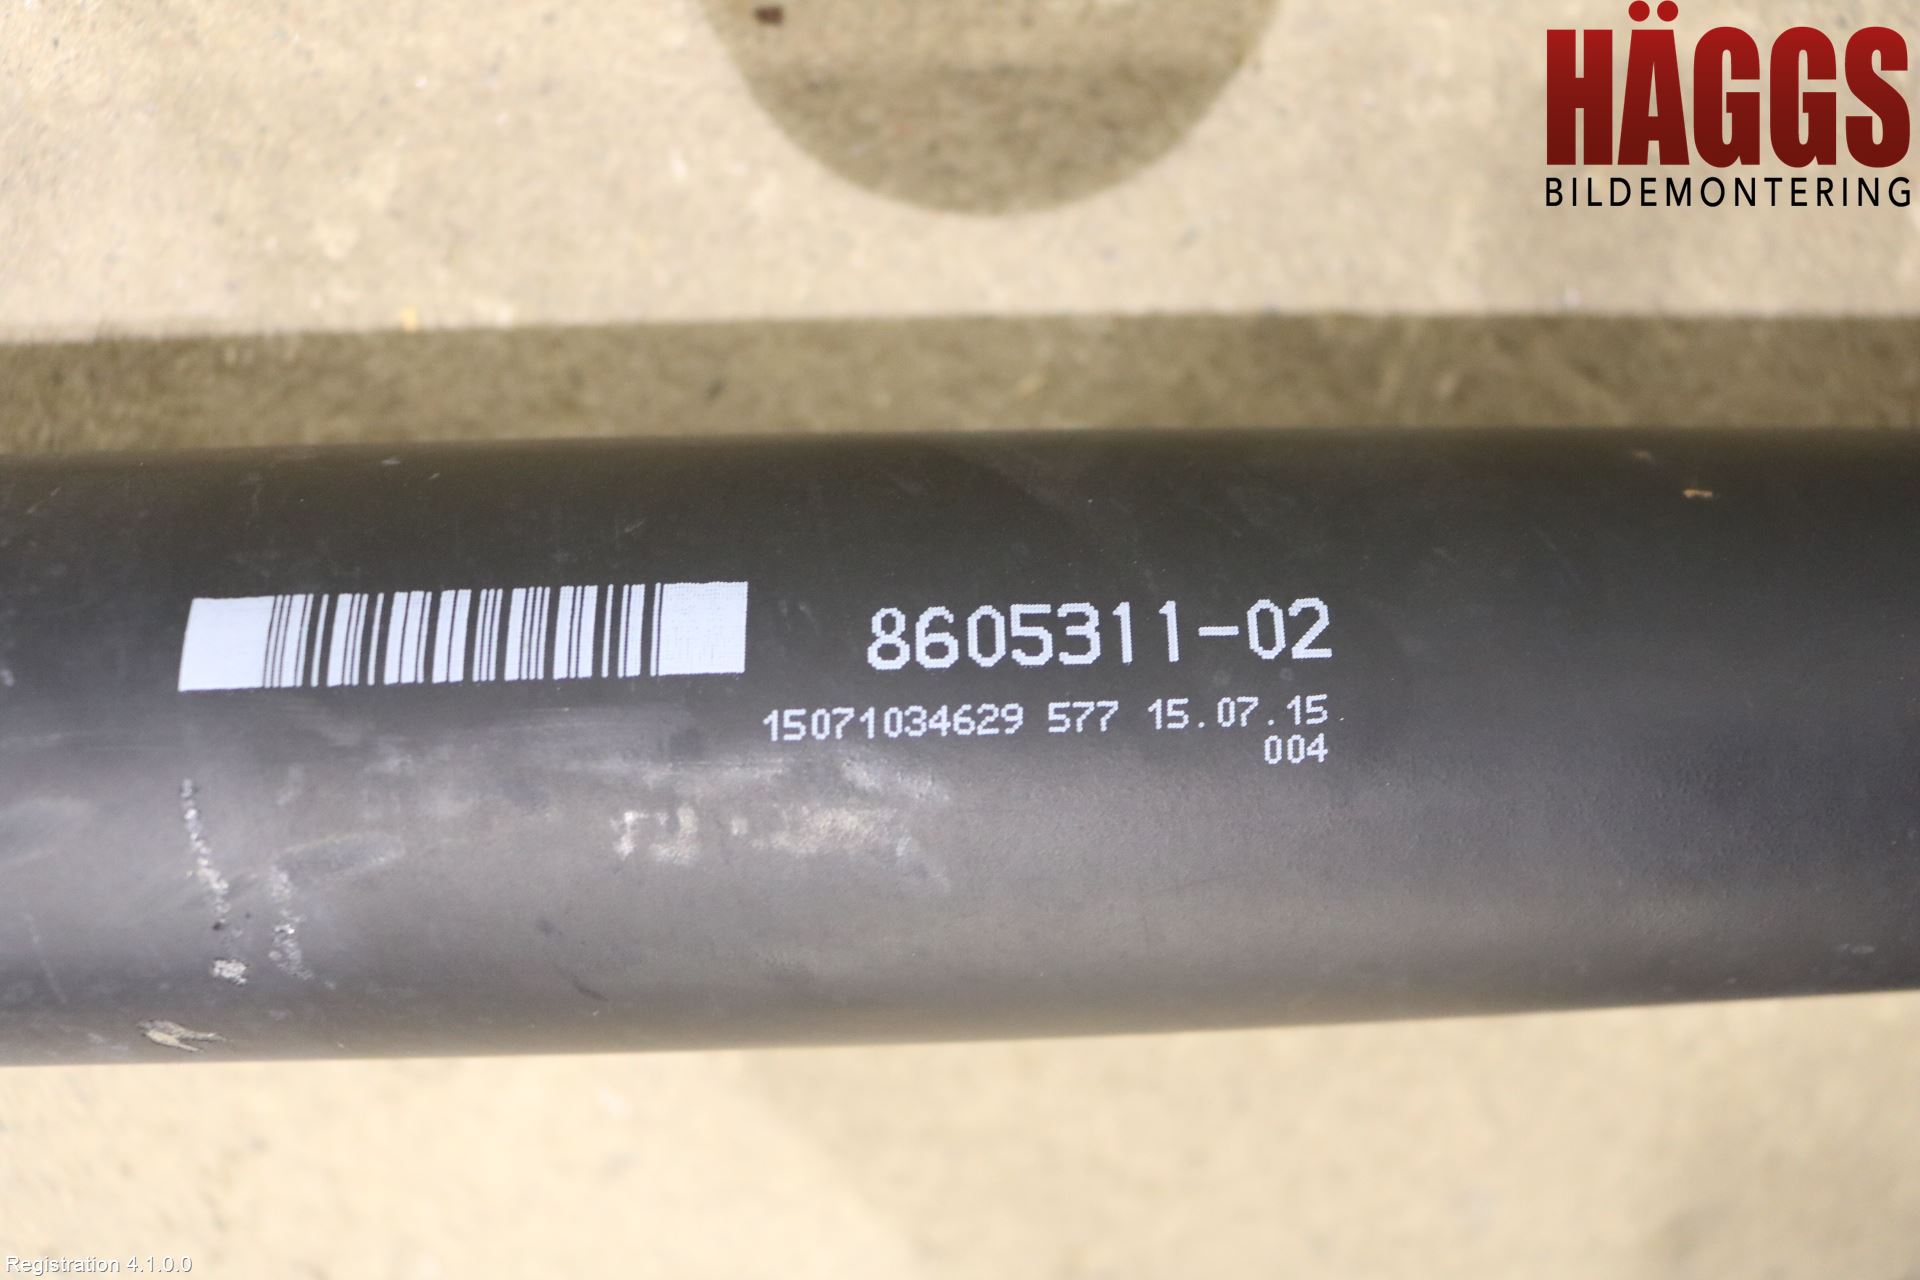 HÄGGS
BILDEMONTERING
8605311-02
15071034629 577 15.07.15
004
Registration 4.1.0.0